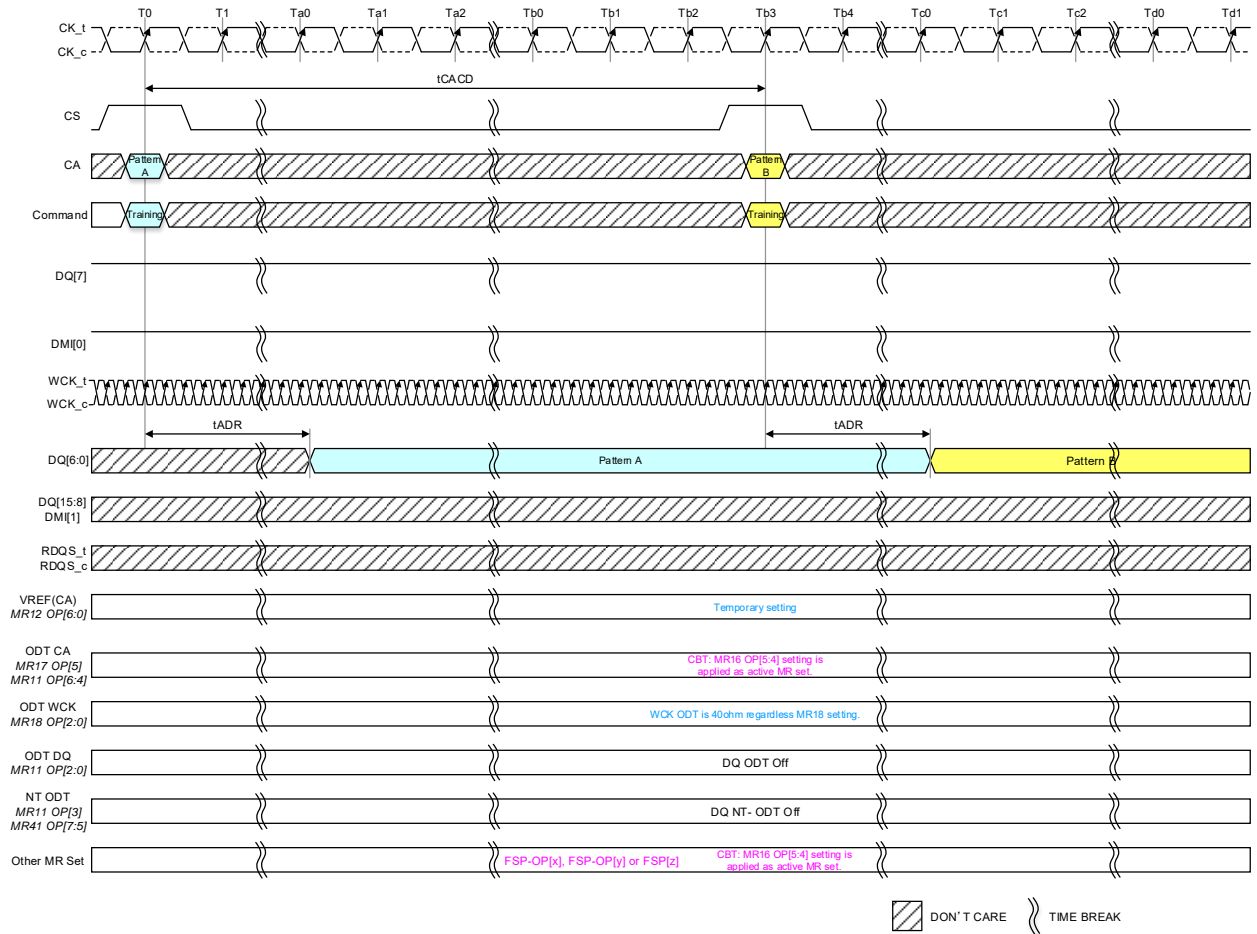 T0 T1 Ta0 Ta1 Ta2 Tb0 Tb1 Tb2 Tb3 Tb4 Tc0 Tc1 Tc2 Td0 Td1
CK_t
CK_c
tCACD
CS
CA
Pattern
A
Pattern
B
Command
Training
Training
DQ[7]
DMI[0]
WCK_t
WCK_c
tADR
tADR
DQ[6:0]
Pattern A
Pattern B
DQ[15:8]
DMI[1]
RDQS_t
RDQS_c
VREF(CA)
MR12 OP[6:0]
Temporary setting
ODT CA
MR17 OP[5]
MR11 OP[6:4]
CBT: MR16 OP[5:4] setting is
applied as active MR set.
ODT WCK
MR18 OP[2:0]
WCK ODT is 40ohm regardless MR18 setting.
ODT DQ
MR11 OP[2:0]
DQ ODT Off
NT ODT
MR11 OP[3]
MR41 OP[7:5]
DQ NT- ODT Off
Other MR Set
FSP-OP[x], FSP-OP[y] or FSP[z]
CBT: MR16 OP[5:4] setting is
applied as active MR set.
DON' T CARE
TIME BREAK